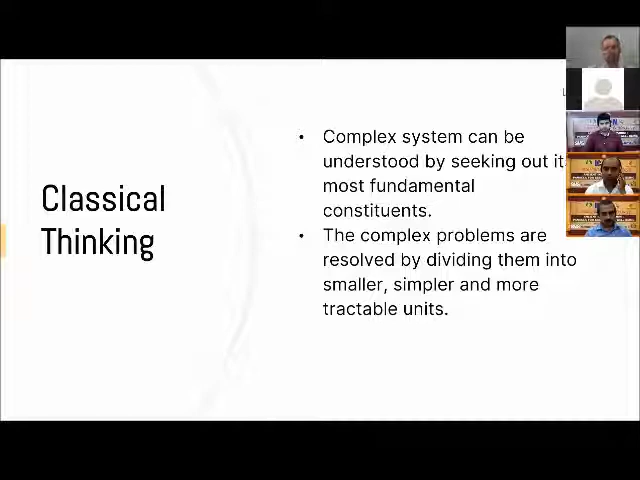 Classical
Thinking
• Complex system can be
understood by seeking out it
most fundamental
constituents.
• The complex problems are
resolved by dividing them into
smaller, simpler and more
tractable units.